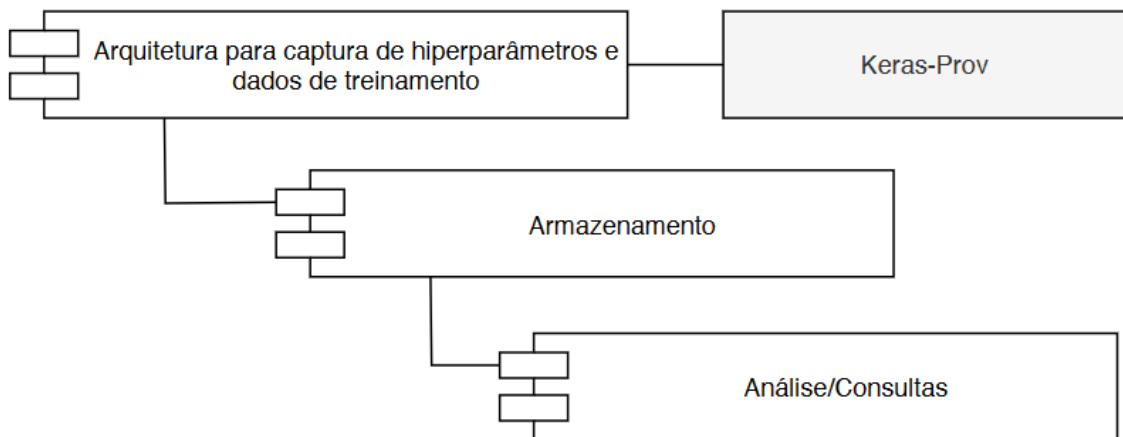 Arquitetura para captura de hiperparâmetros e
dados de treinamento
Keras-Prov
Armazenamento
Análise/Consultas